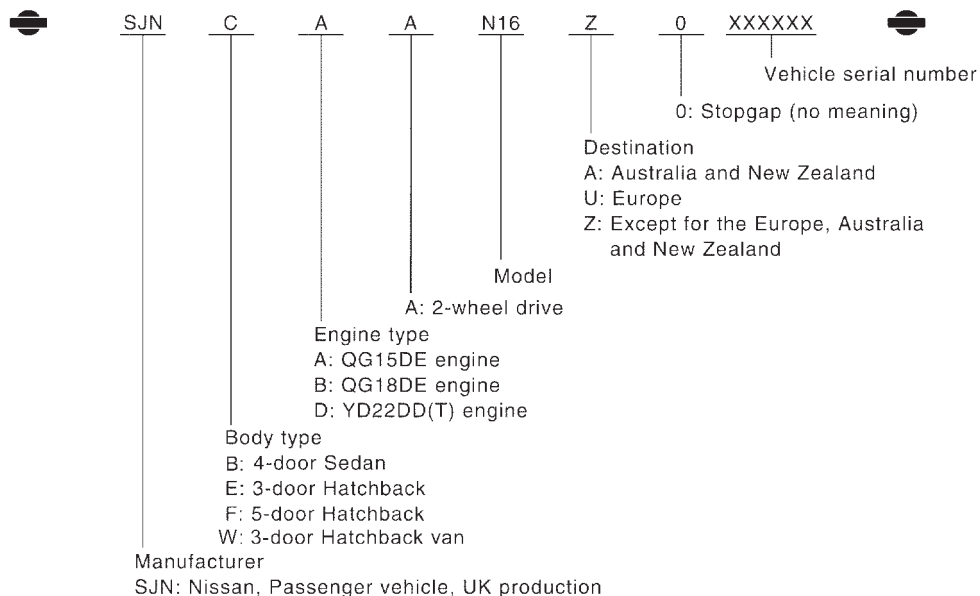 SJN C A A N16 Z 0 XXXXXX
Vehicle serial number
0: Stopgap (no meaning)
Destination
A: Australia and New Zealand
U: Europe
Z: Except for the Europe, Australia
and New Zealand
Model
A: 2-wheel drive
Engine type
A: QG15DE engine
B: QG18DE engine
D: YD22DD(T) engine
Body type
B: 4-door Sedan
E: 3-door Hatchback
F: 5-door Hatchback
W: 3-door Hatchback van
Manufacturer
SJN: Nissan, Passenger vehicle, UK production